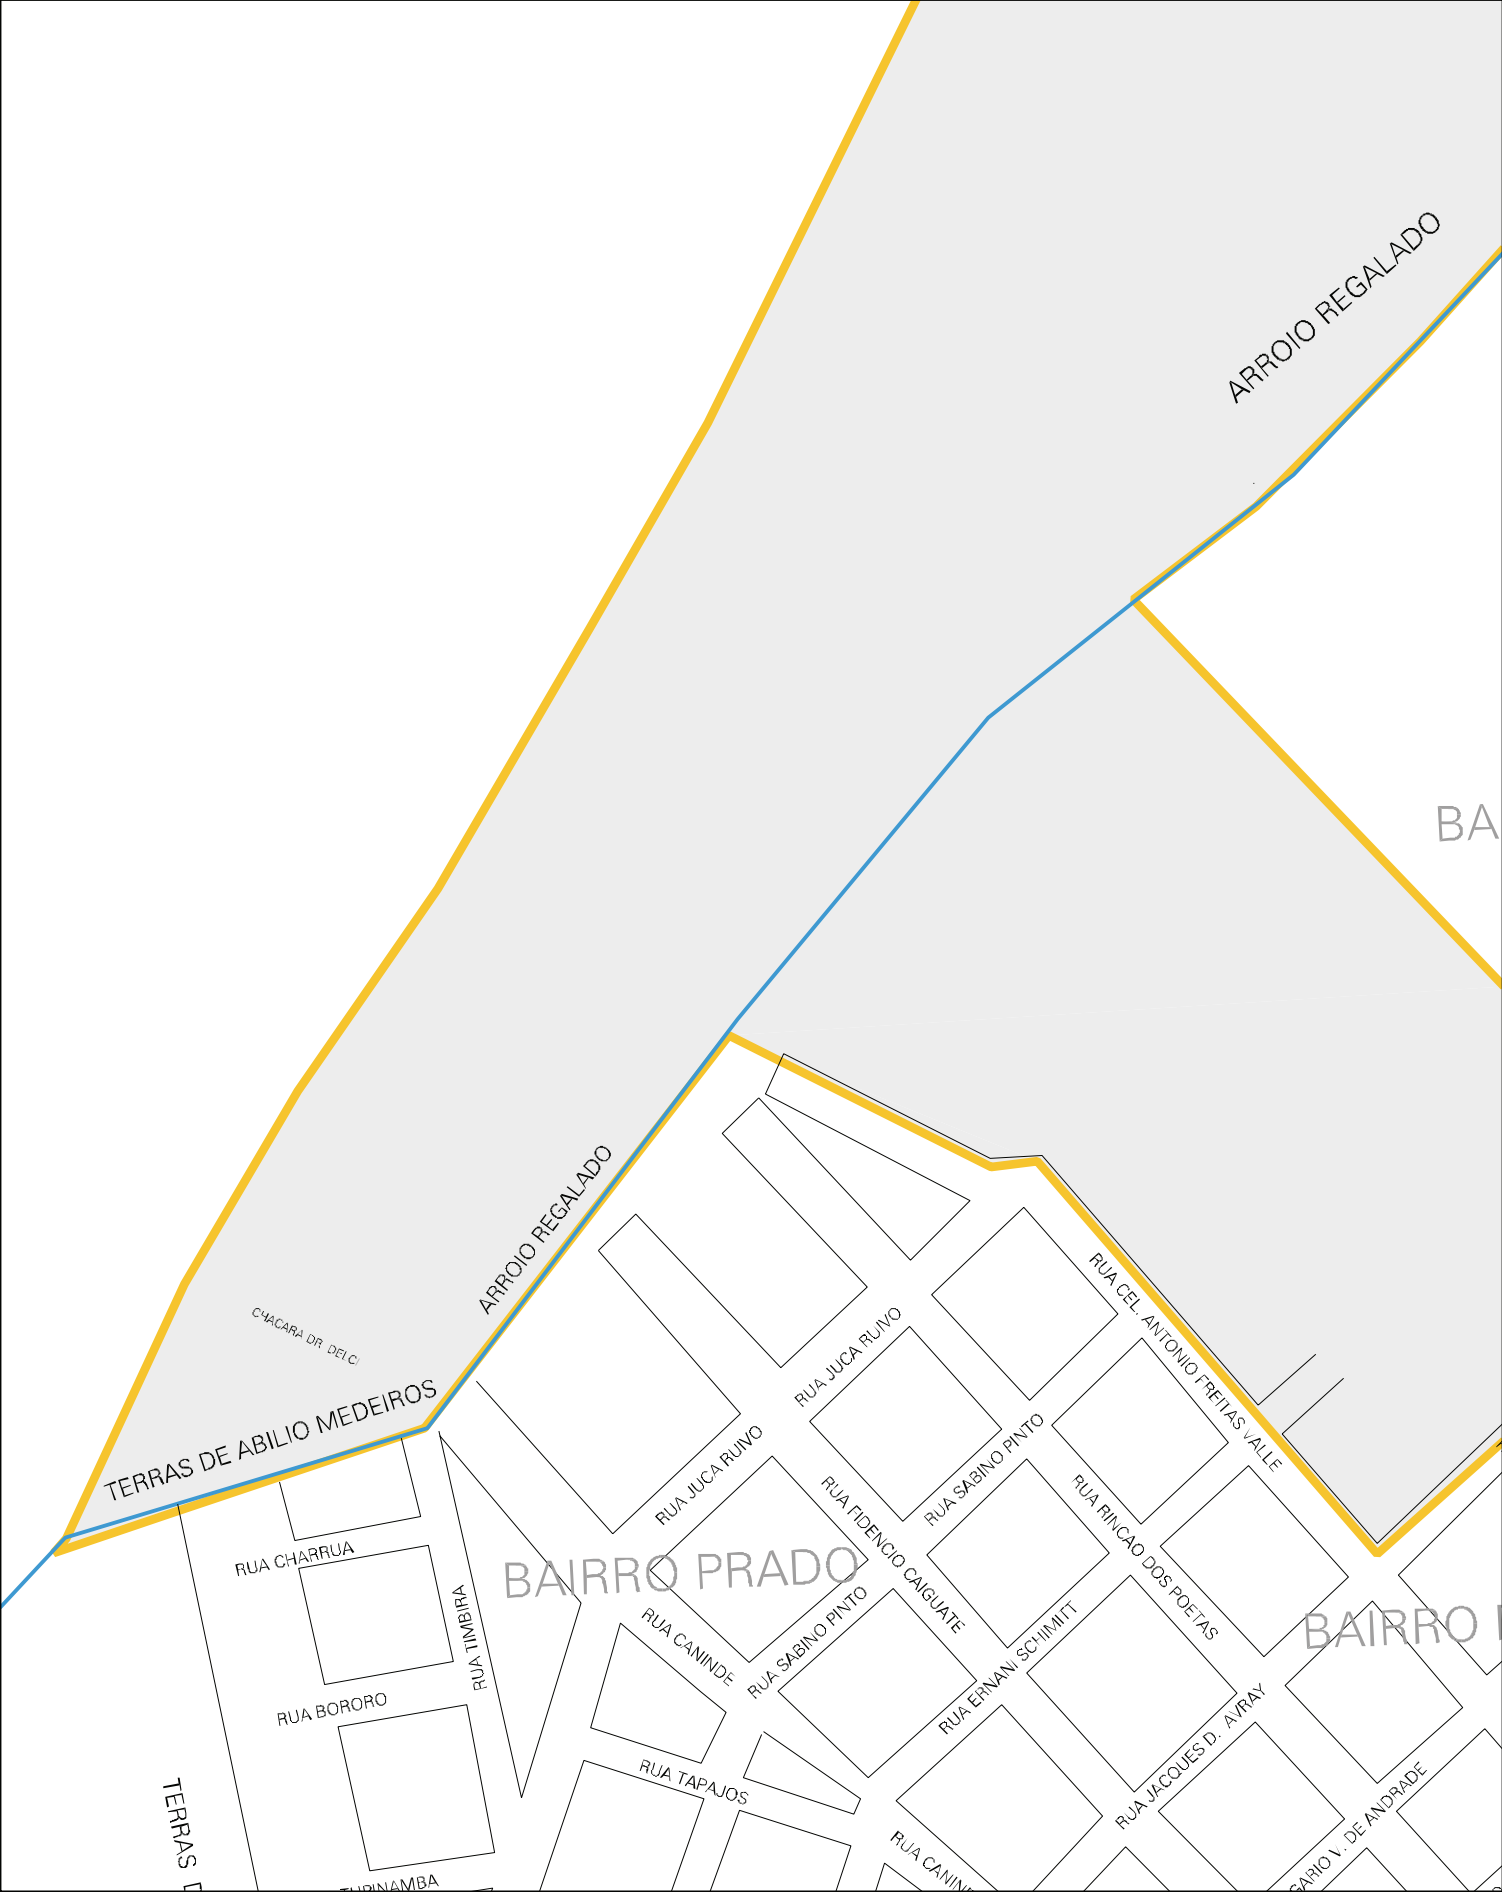 ARROIO REGALADO
BA
ARROIO REGALADO
CHACARA DR. DELCI
TERRAS DE ABILIO MEDEIROS
RUA CEL. ANTONIO FREITAS VALLE
RUA JUCA RUIVO
RUA JUCA RUIVO
RUA SABINO PINTO
RUA FIDENCIO CAIGUATE
RUA RINCAO DOS POETAS
RUA CHARRUA
BAIRRO PRADO
RUA TIMBIRA
RUA CANINDE
RUA SABINO PINTO
RUA ERNANI SCHIMITT
BAIRRO
RUA BORORO
RUA JACQUES D. AVRAY
RUA TAPAJOS
TERRAS D
GARIO V. DE ANDRADE
RUA CANIN
TUPINAMBA